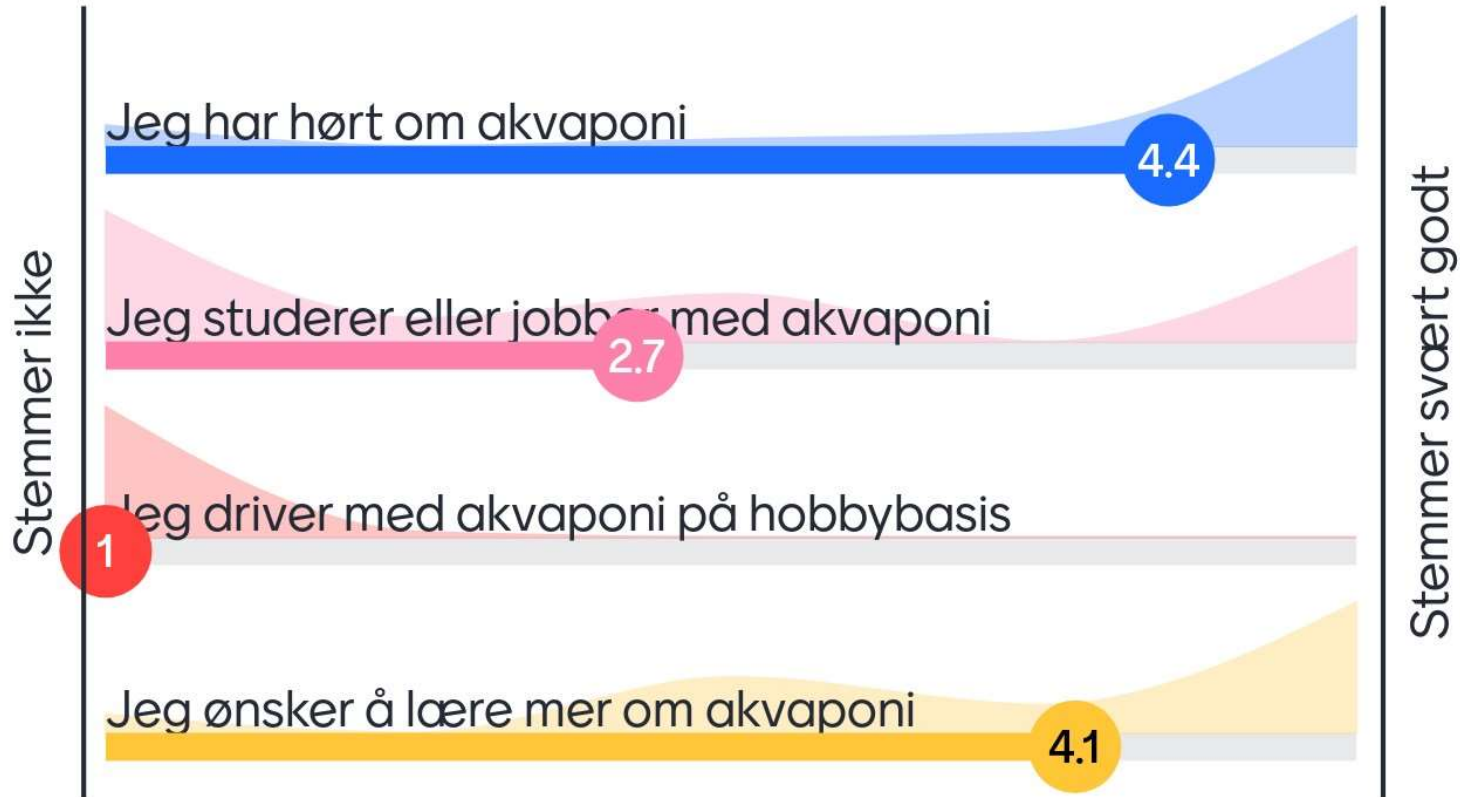 Stemmer ikke
Jeg har hørt om akvaponi
4.4
Jeg studerer eller jobber med akvaponi
2.7
Jeg driver med akvaponi på hobbybasis
1
Jeg ønsker å lære mer om akvaponi
4.1
Stemmer svært godt